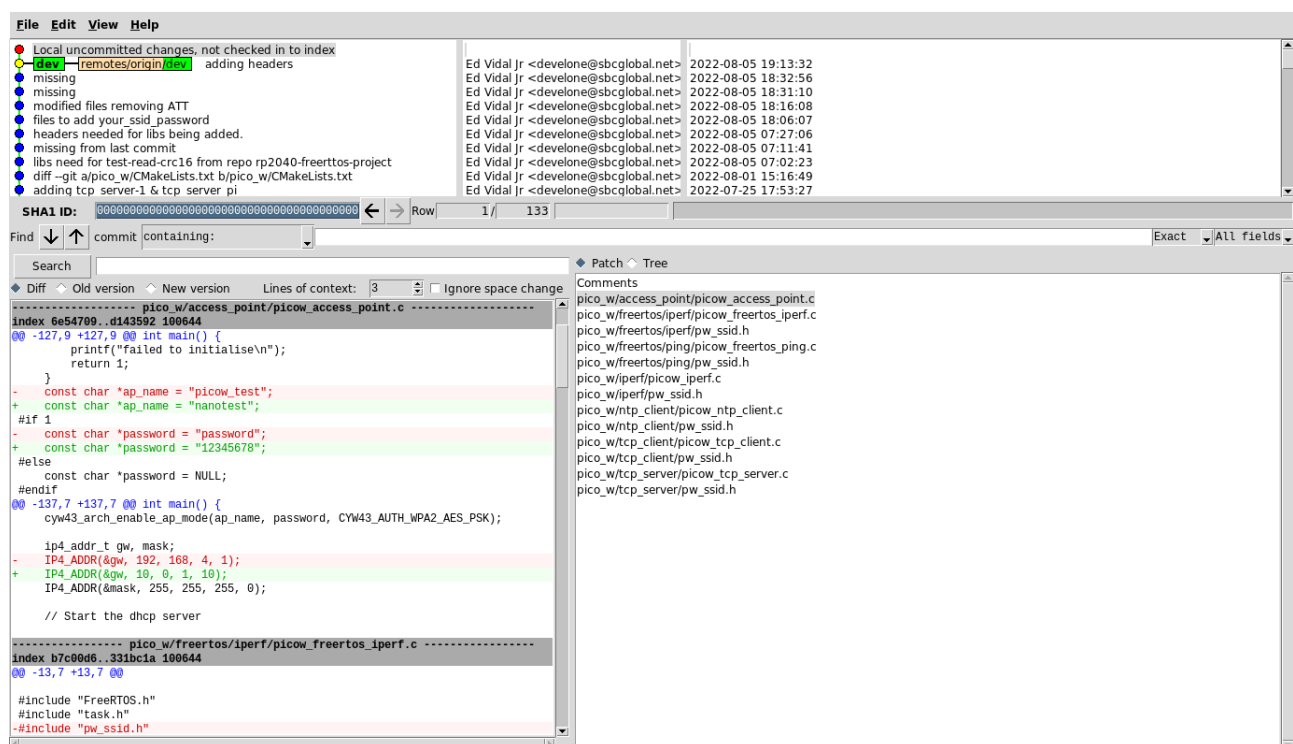 File Edit View Help
Local uncommitted changes, not checked in to index
dev remotes/origin/dev adding headers Ed Vidal Jr <develone@sbcglobal.net> 2022-08-05 19:13:32
missing Ed Vidal Jr <develone@sbcglobal.net> 2022-08-05 18:32:56
missing Ed Vidal Jr <develone@sbcglobal.net> 2022-08-05 18:31:10
modified files removing ATT Ed Vidal Jr <develone@sbcglobal.net> 2022-08-05 18:16:08
files to add your_ssid_password Ed Vidal Jr <develone@sbcglobal.net> 2022-08-05 18:06:07
headers needed for libs being added. Ed Vidal Jr <develone@sbcglobal.net> 2022-08-05 07:27:06
missing from last commit Ed Vidal Jr <develone@sbcglobal.net> 2022-08-05 07:11:41
libs need for test-read-crc16 from repo rp2040-freerttos-project Ed Vidal Jr <develone@sbcglobal.net> 2022-08-05 07:02:23
diff --git a/pico_w/CMakeLists.txt b/pico_w/CMakeLists.txt Ed Vidal Jr <develone@sbcglobal.net> 2022-08-01 15:16:49
adding tcp_server-1 & tcp_server_pi Ed Vidal Jr <develone@sbcglobal.net> 2022-07-25 17:53:27
SHA1 ID: 0000000000000000000000000000000000000000 Row 1 / 133
Find commit containing: Exact All fields
Search
Diff Old version New version Lines of context: 3 Ignore space change
------------------- pico_w/access_point/picow_access_point.c -------------------
index 6e54709..d143592 100644
@@ -127,9 +127,9 @@ int main() {
printf("failed to initialise\n");
return 1;
}
- const char *ap_name = "picow_test";
+ const char *ap_name = "nanotest";
#if 1
- const char *password = "password";
+ const char *password = "12345678";
#else
const char *password = NULL;
#endif
@@ -137,7 +137,7 @@ int main() {
cyw43_arch_enable_ap_mode(ap_name, password, CYW43_AUTH_WPA2_AES_PSK);
ip4_addr_t gw, mask;
- IP4_ADDR(&gw, 192, 168, 4, 1);
+ IP4_ADDR(&gw, 10, 0, 1, 10);
IP4_ADDR(&mask, 255, 255, 255, 0);
// Start the dhcp server
----------------- pico_w/freertos/iperf/picow_freertos_iperf.c -----------------
index b7c00d6..331bc1a 100644
@@ -13,7 +13,7 @@
#include "FreeRTOS.h"
#include "task.h"
-#include "pw_ssid.h"
Patch Tree
Comments
pico_w/access_point/picow_access_point.c
pico_w/freertos/iperf/picow_freertos_iperf.c
pico_w/freertos/iperf/pw_ssid.h
pico_w/freertos/ping/picow_freertos_ping.c
pico_w/freertos/ping/pw_ssid.h
pico_w/iperf/picow_iperf.c
pico_w/iperf/pw_ssid.h
pico_w/ntp_client/picow_ntp_client.c
pico_w/ntp_client/pw_ssid.h
pico_w/tcp_client/picow_tcp_client.c
pico_w/tcp_client/pw_ssid.h
pico_w/tcp_server/picow_tcp_server.c
pico_w/tcp_server/pw_ssid.h